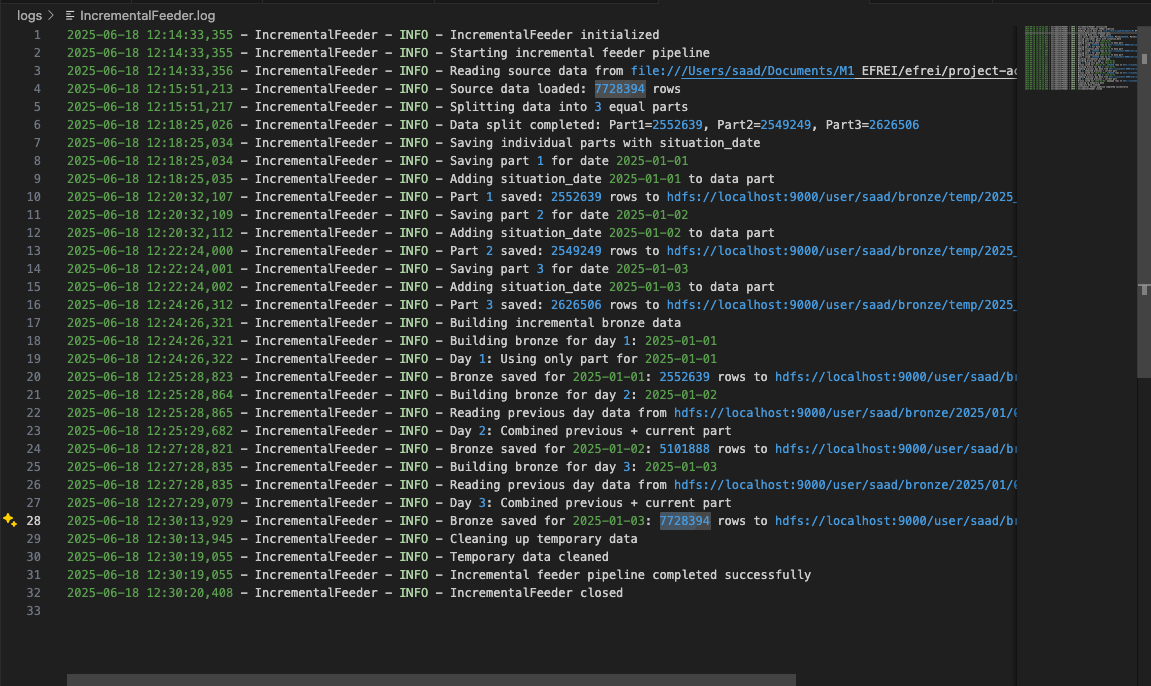 logs > IncrementalFeeder.log
1 2025-06-18 12:14:33,355 - IncrementalFeeder - INFO - IncrementalFeeder initialized
2 2025-06-18 12:14:33,355 - IncrementalFeeder - INFO - Starting incremental feeder pipeline
3 2025-06-18 12:14:33,356 - IncrementalFeeder - INFO - Reading source data from file:///Users/saad/Documents/M1_EFREI/efrei/project-ac
4 2025-06-18 12:15:51,213 - IncrementalFeeder - INFO - Source data loaded: 7728394 rows
5 2025-06-18 12:15:51,217 - IncrementalFeeder - INFO - Splitting data into 3 equal parts
6 2025-06-18 12:18:25,026 - IncrementalFeeder - INFO - Data split completed: Part1=2552639, Part2=2549249, Part3=2626506
7 2025-06-18 12:18:25,034 - IncrementalFeeder - INFO - Saving individual parts with situation_date
8 2025-06-18 12:18:25,034 - IncrementalFeeder - INFO - Saving part 1 for date 2025-01-01
9 2025-06-18 12:18:25,035 - IncrementalFeeder - INFO - Adding situation_date 2025-01-01 to data part
10 2025-06-18 12:20:32,107 - IncrementalFeeder - INFO - Part 1 saved: 2552639 rows to hdfs://localhost:9000/user/saad/bronze/temp/2025_
11 2025-06-18 12:20:32,109 - IncrementalFeeder - INFO - Saving part 2 for date 2025-01-02
12 2025-06-18 12:20:32,112 - IncrementalFeeder - INFO - Adding situation_date 2025-01-02 to data part
13 2025-06-18 12:22:24,000 - IncrementalFeeder - INFO - Part 2 saved: 2549249 rows to hdfs://localhost:9000/user/saad/bronze/temp/2025_
14 2025-06-18 12:22:24,001 - IncrementalFeeder - INFO - Saving part 3 for date 2025-01-03
15 2025-06-18 12:22:24,002 - IncrementalFeeder - INFO - Adding situation_date 2025-01-03 to data part
16 2025-06-18 12:24:26,312 - IncrementalFeeder - INFO - Part 3 saved: 2626506 rows to hdfs://localhost:9000/user/saad/bronze/temp/2025_
17 2025-06-18 12:24:26,321 - IncrementalFeeder - INFO - Building incremental bronze data
18 2025-06-18 12:24:26,321 - IncrementalFeeder - INFO - Building bronze for day 1: 2025-01-01
19 2025-06-18 12:24:26,322 - IncrementalFeeder - INFO - Day 1: Using only part for 2025-01-01
20 2025-06-18 12:25:28,823 - IncrementalFeeder - INFO - Bronze saved for 2025-01-01: 2552639 rows to hdfs://localhost:9000/user/saad/br
21 2025-06-18 12:25:28,864 - IncrementalFeeder - INFO - Building bronze for day 2: 2025-01-02
22 2025-06-18 12:25:28,865 - IncrementalFeeder - INFO - Reading previous day data from hdfs://localhost:9000/user/saad/bronze/2025/01/0
23 2025-06-18 12:25:29,682 - IncrementalFeeder - INFO - Day 2: Combined previous + current part
24 2025-06-18 12:27:28,821 - IncrementalFeeder - INFO - Bronze saved for 2025-01-02: 5101888 rows to hdfs://localhost:9000/user/saad/br
25 2025-06-18 12:27:28,835 - IncrementalFeeder - INFO - Building bronze for day 3: 2025-01-03
26 2025-06-18 12:27:28,835 - IncrementalFeeder - INFO - Reading previous day data from hdfs://localhost:9000/user/saad/bronze/2025/01/0
27 2025-06-18 12:27:29,079 - IncrementalFeeder - INFO - Day 3: Combined previous + current part
28 2025-06-18 12:30:13,929 - IncrementalFeeder - INFO - Bronze saved for 2025-01-03: 7728394 rows to hdfs://localhost:9000/user/saad/br
29 2025-06-18 12:30:13,945 - IncrementalFeeder - INFO - Cleaning up temporary data
30 2025-06-18 12:30:19,055 - IncrementalFeeder - INFO - Temporary data cleaned
31 2025-06-18 12:30:19,055 - IncrementalFeeder - INFO - Incremental feeder pipeline completed successfully
32 2025-06-18 12:30:20,408 - IncrementalFeeder - INFO - IncrementalFeeder closed
33